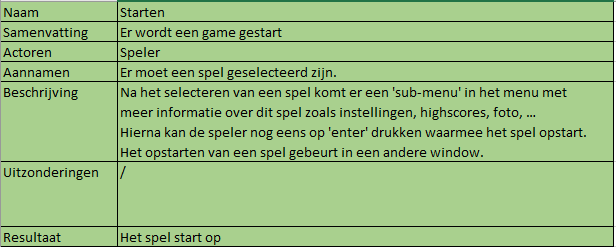 Naam Starten
Samenvatting Er wordt een game gestart
Actoren Speler
Aannamen Er moet een spel geselecteerd zijn.
Beschrijving Na het selecteren van een spel komt er een 'sub-menu' in het menu met
meer informatie over dit spel zoals instellingen, highscores, foto, …
Hierna kan de speler nog eens op 'enter' drukken waarmee het spel opstart.
Het opstarten van een spel gebeurt in een andere window.
Uitzonderingen /
Resultaat Het spel start op